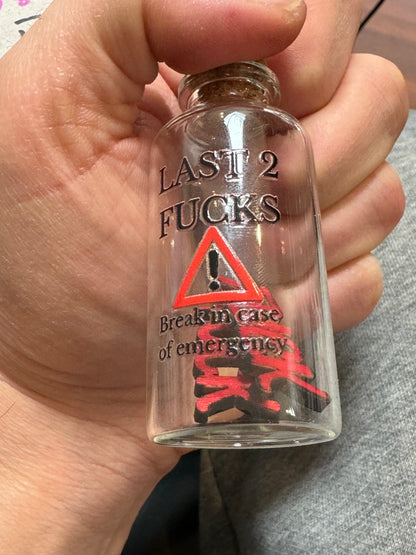 LAST 2
FUCKS
!
Break in case
of emergency